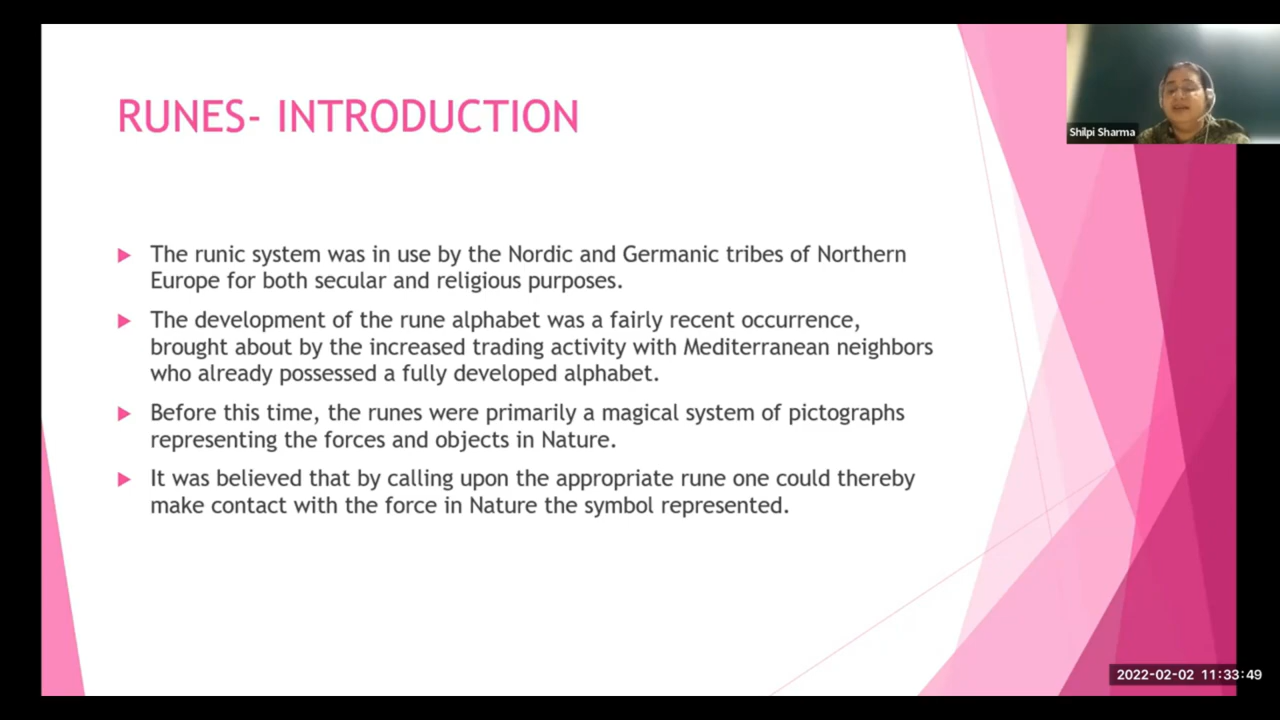 RUNES- INTRODUCTION
Shilpi Sharma
The runic system was in use by the Nordic and Germanic tribes of Northern
Europe for both secular and religious purposes.
The development of the rune alphabet was a fairly recent occurrence,
brought about by the increased trading activity with Mediterranean neighbors
who already possessed a fully developed alphabet.
Before this time, the runes were primarily a magical system of pictographs
representing the forces and objects in Nature.
It was believed that by calling upon the appropriate rune one could thereby
make contact with the force in Nature the symbol represented.
2022-02-02 11:33:49